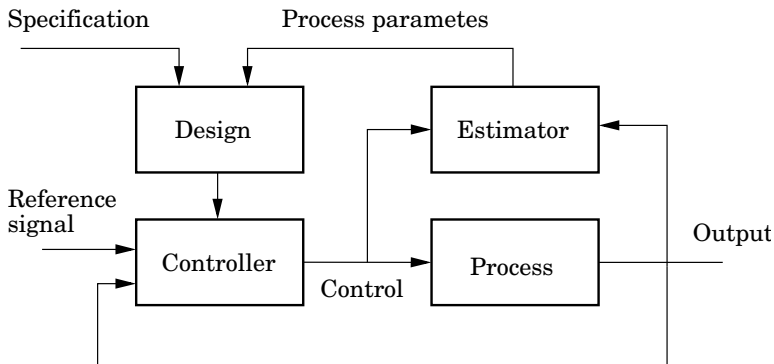 Specification
Process parametes
Design
Estimator
Reference
signal
Controller
Process
Output
Control